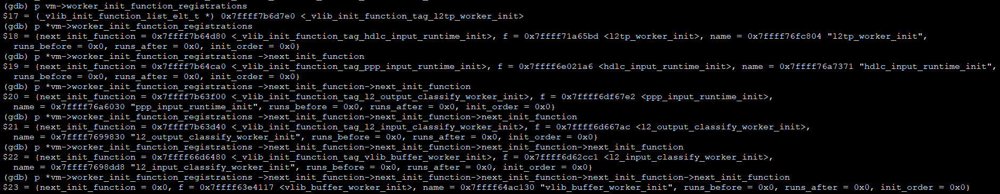 (gdb) p vm->worker_init_function_registrations
$17 = (_vlib_init_function_list_elt_t *) 0x7ffff7b6d7e0 <_vlib_init_function_tag_l2tp_worker_init>
(gdb) p *vm->worker_init_function_registrations
$18 = {next_init_function = 0x7ffff7b64d80 <_vlib_init_function_tag_hdlc_input_runtime_init>, f = 0x7ffff71a65bd <l2tp_worker_init>, name = 0x7ffff76fc804 "l2tp_worker_init",
runs_before = 0x0, runs_after = 0x0, init_order = 0x0}
(gdb) p *vm->worker_init_function_registrations ->next_init_function
$19 = {next_init_function = 0x7ffff7b64ca0 <_vlib_init_function_tag_ppp_input_runtime_init>, f = 0x7ffff6e021a6 <hdlc_input_runtime_init>, name = 0x7ffff76a7371 "hdlc_input_runtime_init",
runs_before = 0x0, runs_after = 0x0, init_order = 0x0}
(gdb) p *vm->worker_init_function_registrations ->next_init_function->next_init_function
$20 = {next_init_function = 0x7ffff7b63f00 <_vlib_init_function_tag_l2_output_classify_worker_init>, f = 0x7ffff6df67e2 <ppp_input_runtime_init>,
name = 0x7ffff76a6030 "ppp_input_runtime_init", runs_before = 0x0, runs_after = 0x0, init_order = 0x0}
(gdb) p *vm->worker_init_function_registrations ->next_init_function->next_init_function->next_init_function
$21 = {next_init_function = 0x7ffff7b63d40 <_vlib_init_function_tag_l2_input_classify_worker_init>, f = 0x7ffff6d667ac <l2_output_classify_worker_init>,
name = 0x7ffff7699830 "l2_output_classify_worker_init", runs_before = 0x0, runs_after = 0x0, init_order = 0x0}
(gdb) p *vm->worker_init_function_registrations ->next_init_function->next_init_function->next_init_function->next_init_function
$22 = {next_init_function = 0x7ffff66d6480 <_vlib_init_function_tag_vlib_buffer_worker_init>, f = 0x7ffff6d62cc1 <l2_input_classify_worker_init>,
name = 0x7ffff7698dd8 "l2_input_classify_worker_init", runs_before = 0x0, runs_after = 0x0, init_order = 0x0}
(gdb) p *vm->worker_init_function_registrations ->next_init_function->next_init_function->next_init_function->next_init_function->next_init_function
$23 = {next_init_function = 0x0, f = 0x7ffff63e4117 <vlib_buffer_worker_init>, name = 0x7ffff64ac130 "vlib_buffer_worker_init", runs_before = 0x0, runs_after = 0x0, init_order = 0x0}